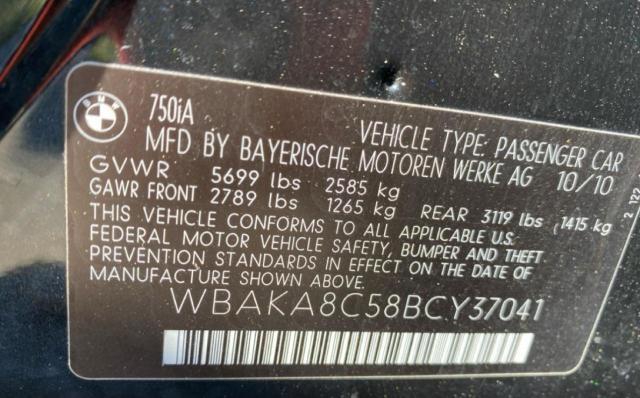 BMW
750iA
VEHICLE TYPE: PASSENGER CAR
MFD BY BAYERISCHE MOTOREN WERKE AG 10/10
GVWR 5699 lbs 2585 kg
GAWR FRONT 2789 lbs 1265 kg REAR 3119 lbs 1415 kg
THIS VEHICLE CONFORMS TO ALL APPLICABLE U.S.
FEDERAL MOTOR VEHICLE SAFETY, BUMPER AND THEFT
PREVENTION STANDARDS IN EFFECT ON THE DATE OF
MANUFACTURE SHOWN ABOVE.
WBAKA8C58BCY37041